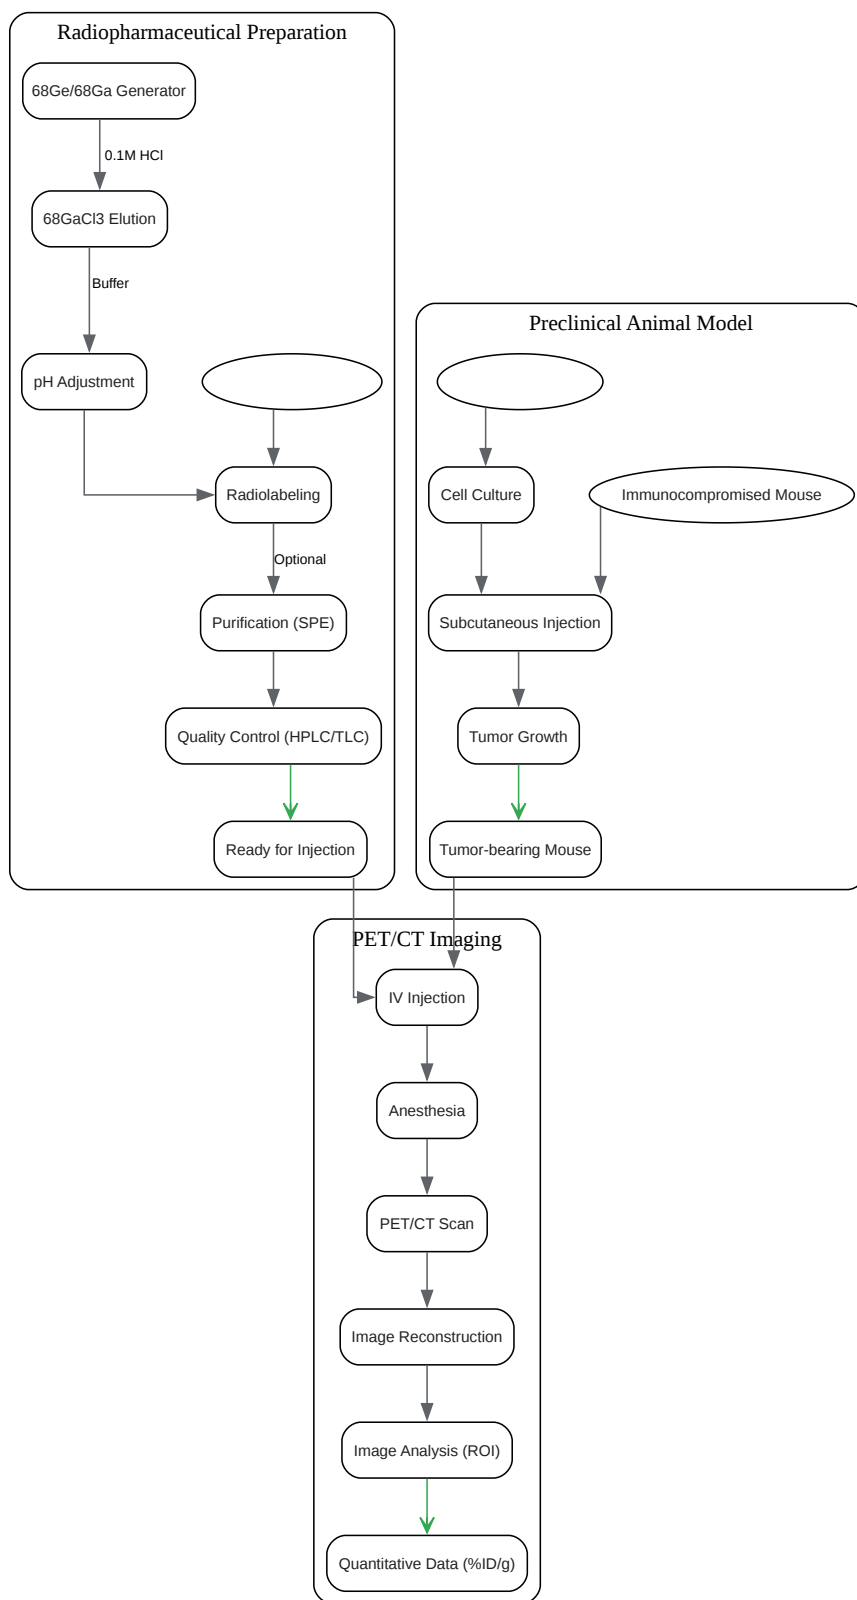 Radiopharmaceutical Preparation
68Ge/68Ga Generator
0.1M HCl
68GaCl3 Elution
Buffer
pH Adjustment
Radiolabeling
Optional
Purification (SPE)
Quality Control (HPLC/TLC)
Ready for Injection
Preclinical Animal Model
Cell Culture
Immunocompromised Mouse
Subcutaneous Injection
Tumor Growth
Tumor-bearing Mouse
PET/CT Imaging
IV Injection
Anesthesia
PET/CT Scan
Image Reconstruction
Image Analysis (ROI)
Quantitative Data (%ID/g)